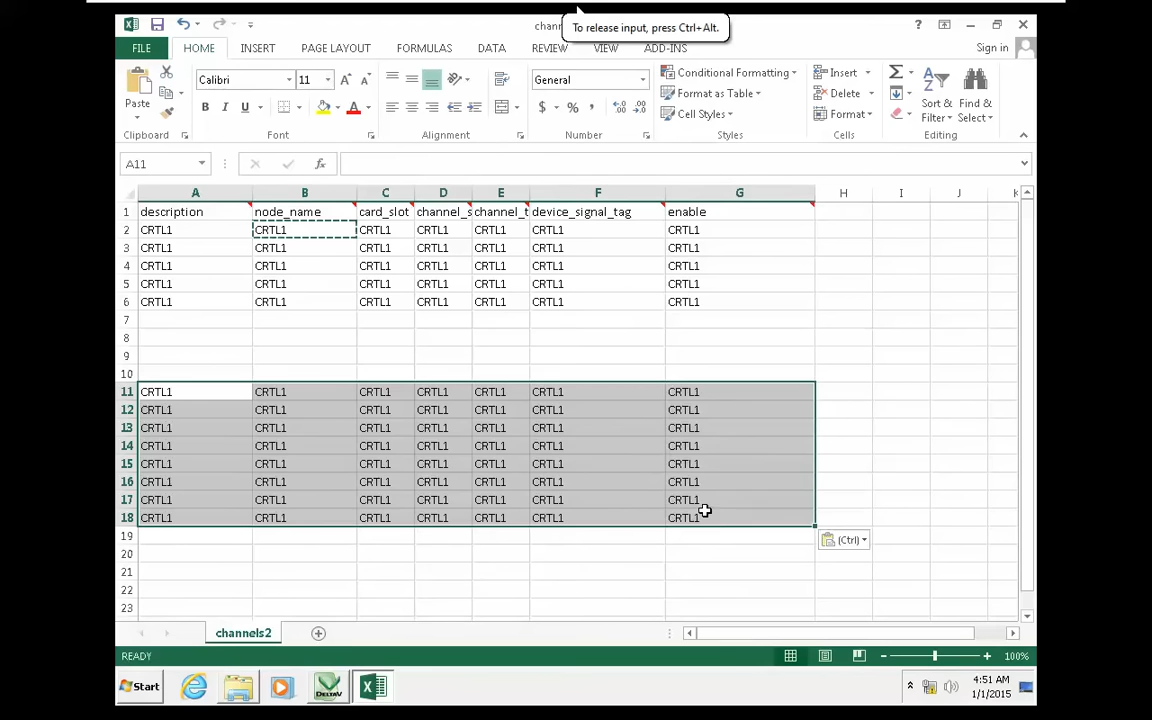 chann
To release input, press Ctrl+Alt.
?
FILE HOME INSERT PAGE LAYOUT FORMULAS DATA REVIEW VIEW ADD-INS Sign in
Paste
Calibri 11
B I U
General
$ % ,
Conditional Formatting
Format as Table
Cell Styles
Insert
Delete
Format
Sort & Filter
Find & Select
Clipboard Font Alignment Number Styles Cells Editing
A11 fx
A B C D E F G H I J K
1 description node_name card_slot channel_s channel_t device_signal_tag enable
2 CRTL1 CRTL1 CRTL1 CRTL1 CRTL1 CRTL1 CRTL1
3 CRTL1 CRTL1 CRTL1 CRTL1 CRTL1 CRTL1 CRTL1
4 CRTL1 CRTL1 CRTL1 CRTL1 CRTL1 CRTL1 CRTL1
5 CRTL1 CRTL1 CRTL1 CRTL1 CRTL1 CRTL1 CRTL1
6 CRTL1 CRTL1 CRTL1 CRTL1 CRTL1 CRTL1 CRTL1
7
8
9
10
11 CRTL1 CRTL1 CRTL1 CRTL1 CRTL1 CRTL1 CRTL1
12 CRTL1 CRTL1 CRTL1 CRTL1 CRTL1 CRTL1 CRTL1
13 CRTL1 CRTL1 CRTL1 CRTL1 CRTL1 CRTL1 CRTL1
14 CRTL1 CRTL1 CRTL1 CRTL1 CRTL1 CRTL1 CRTL1
15 CRTL1 CRTL1 CRTL1 CRTL1 CRTL1 CRTL1 CRTL1
16 CRTL1 CRTL1 CRTL1 CRTL1 CRTL1 CRTL1 CRTL1
17 CRTL1 CRTL1 CRTL1 CRTL1 CRTL1 CRTL1 CRTL1
18 CRTL1 CRTL1 CRTL1 CRTL1 CRTL1 CRTL1 CRTL1
19
(Ctrl)
20
21
22
23
channels2
READY 100%
Start DELTAV 4:51 AM
1/1/2015